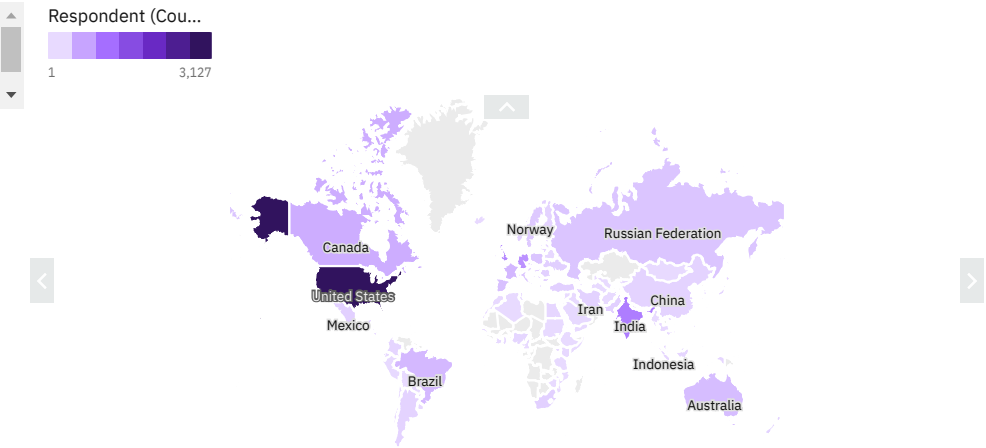 Respondent (Cou...
1
3,127
Norway
Russian Federation
Canada
United States
China
Iran
Mexico
India
Indonesia
Brazil
Australia